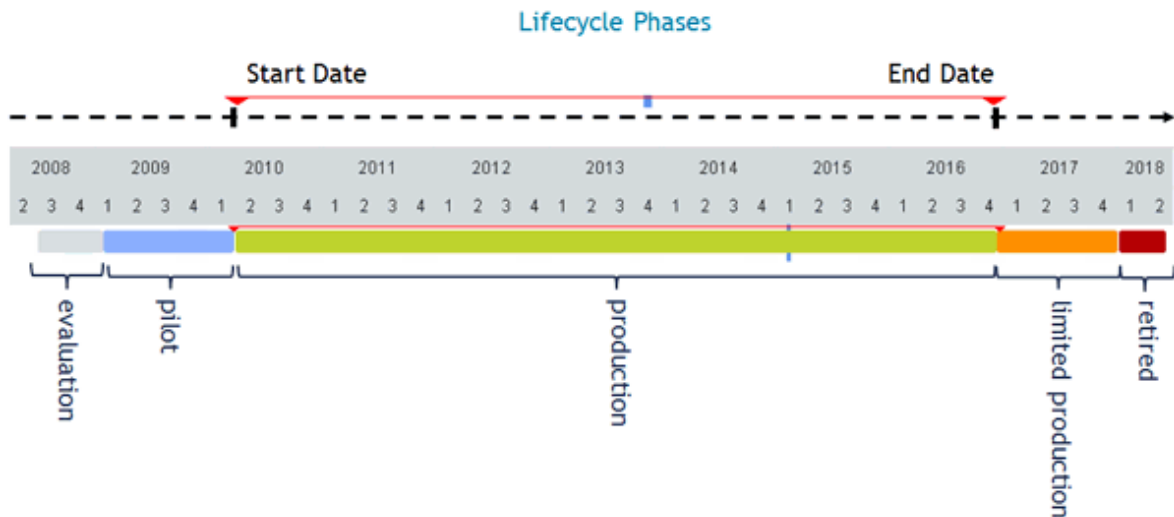 Lifecycle Phases
Start Date End Date
2008 2009 2010 2011 2012 2013 2014 2015 2016 2017 2018
2 3 4 1 2 3 4 1 2 3 4 1 2 3 4 1 2 3 4 1 2 3 4 1 2 3 4 1 2 3 4 1 2 3 4 1 2 3 4 1 2
evaluation
pilot
production
limited production
retired